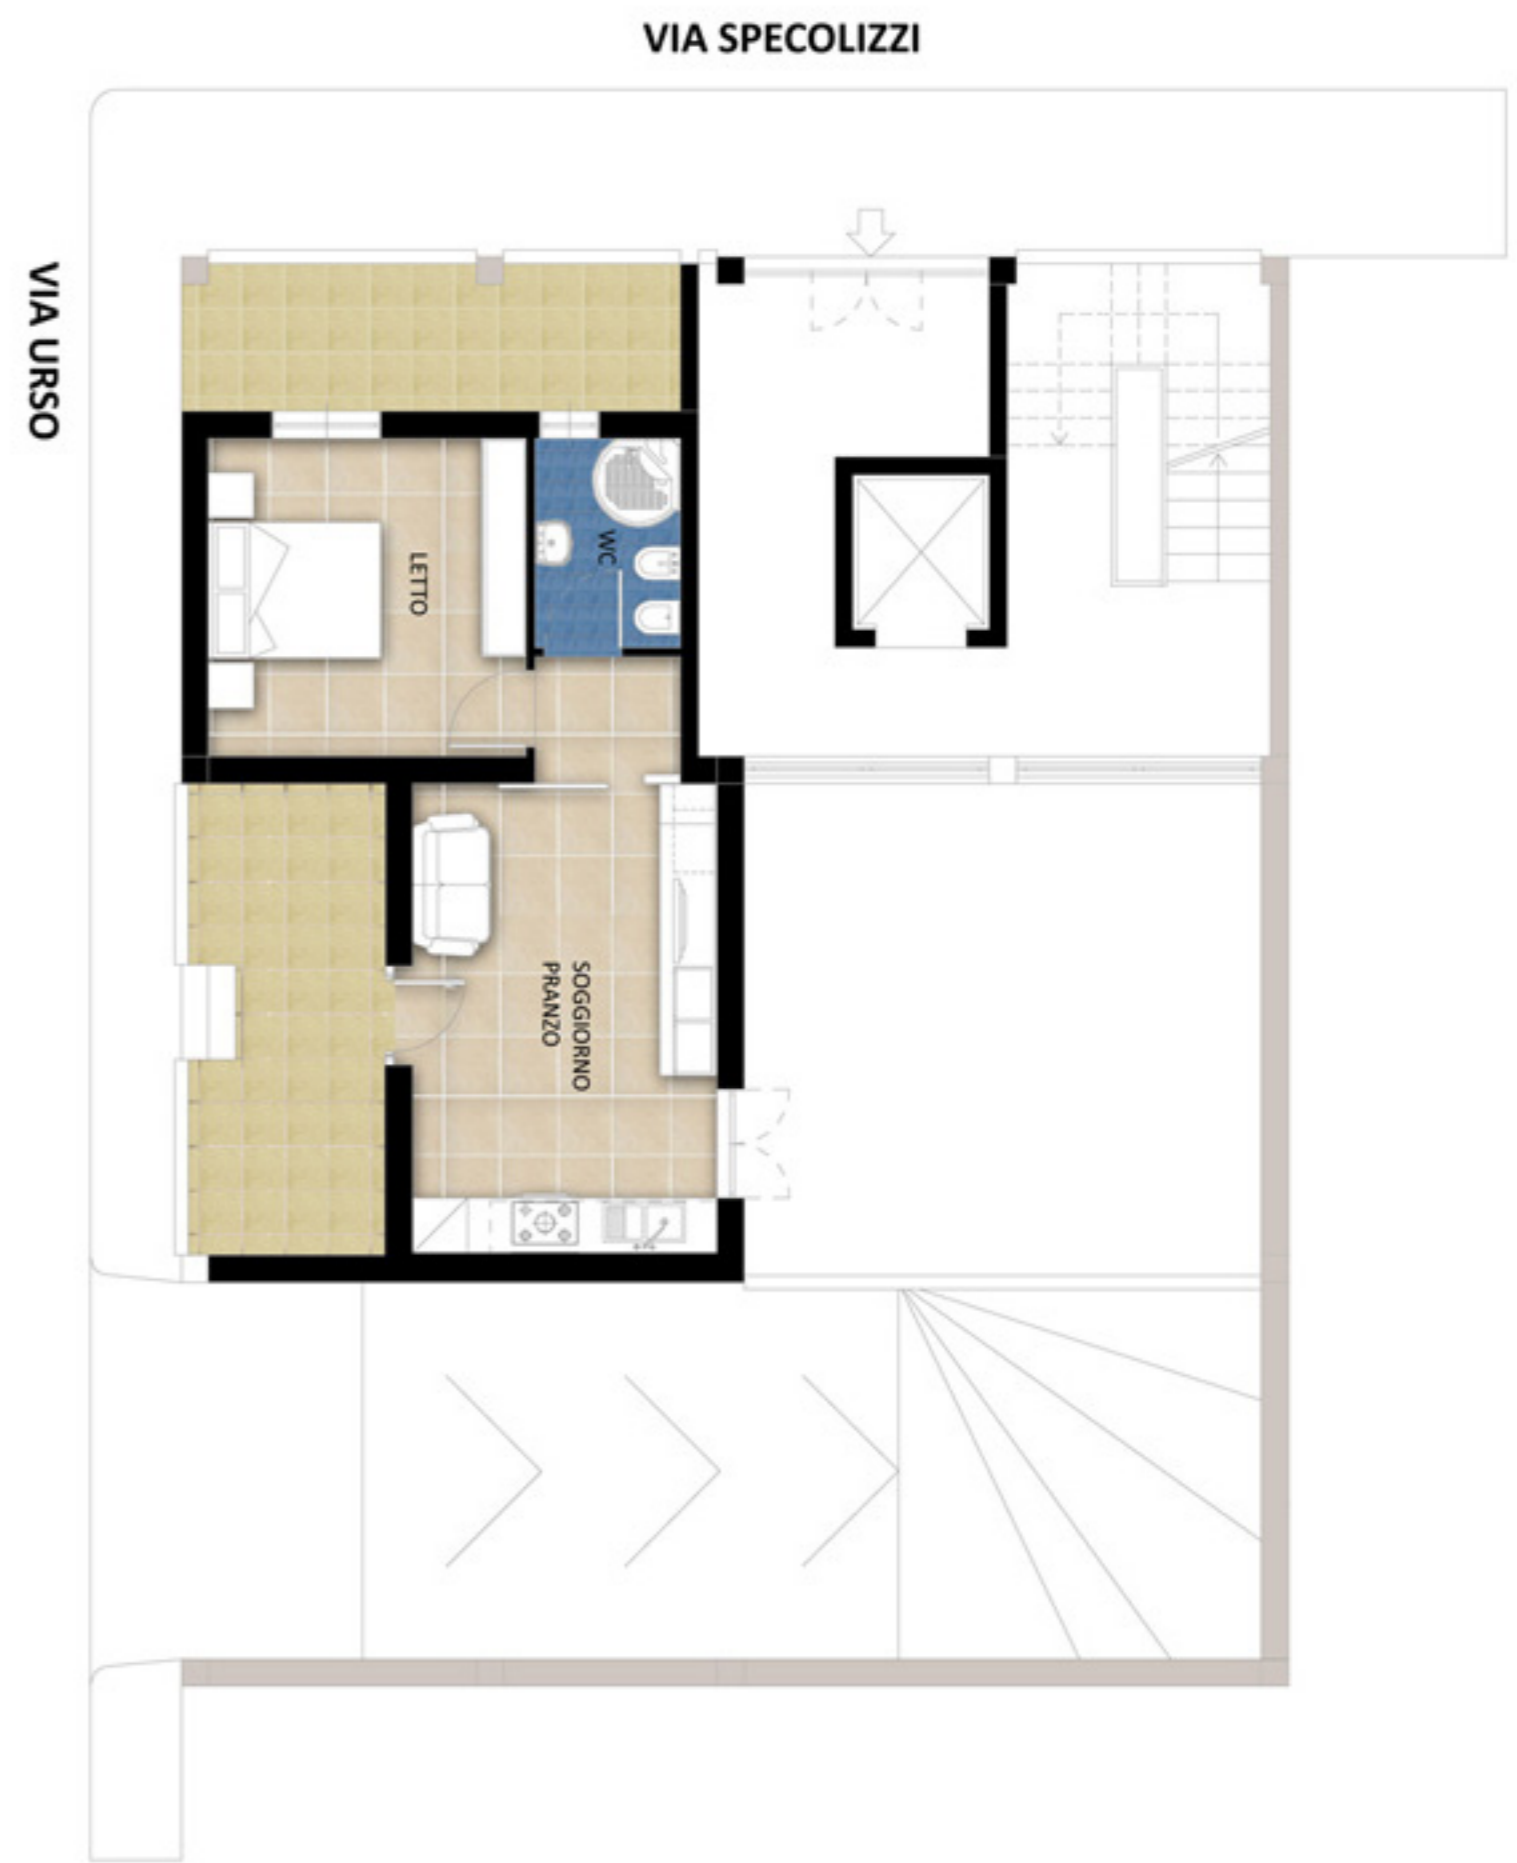 VIA SPECOLIZZI
VIA URSO
LETTO
WC
SOGGIORNO
PRANZO